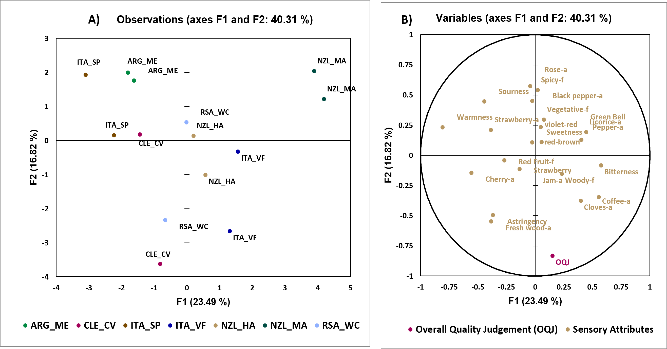 A) Observations (axes F1 and F2: 40.31 %)
3
2
1
0
-1
-2
-3
-4
F2 (16.82 %)
ITA_SP
ARG_ME
ARG_ME
NZL_MA
NZL_MA
RSA_WC
ITA_SP
CLE_CV
NZL_HA
ITA_VF
NZL_HA
RSA_WC
ITA_VF
CLE_CV
-4 -3 -2 -1 0 1 2 3 4 5
F1 (23.49 %)
ARG_ME CLE_CV ITA_SP ITA_VF NZL_HA NZL_MA RSA_WC
B) Variables (axes F1 and F2: 40.31 %)
1
0.75
0.5
0.25
0
-0.25
-0.5
-0.75
-1
F2 (16.82 %)
Rose-a
Spicy-f
Sourness
Black pepper-a
Vegetative-f
Warmness
Strawberry-a
Green Bell
violet-red
licorice-a
Sweetness
Pepper-a
red-brown
Red Fruit-f
Strawberry
Bitterness
Cherry-a
Jam-a Woody-f
Coffee-a
Cloves-a
Astringency
Fresh wood-a
OQJ
-1 -0.75 -0.5 -0.25 0 0.25 0.5 0.75 1
F1 (23.49 %)
Overall Quality Judgement (OQJ) Sensory Attributes